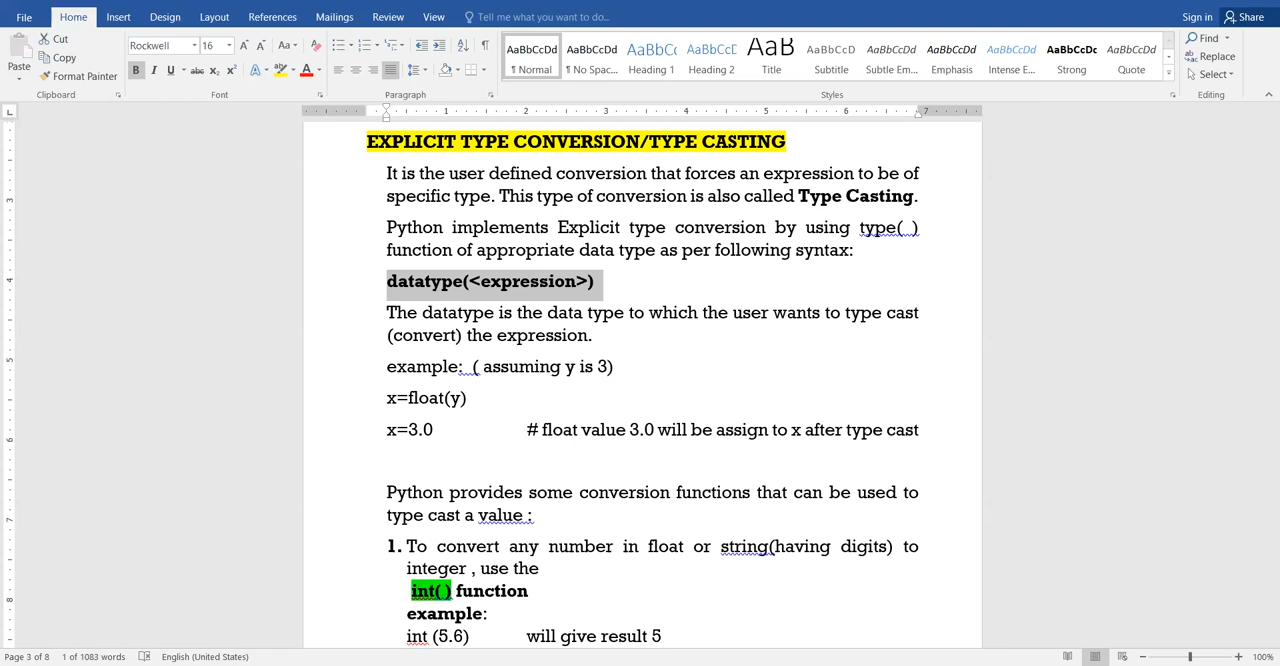 File Home Insert Design Layout References Mailings Review View Tell me what you want to do... Sign in Share
Paste Cut Copy Format Painter
Rockwell 16
AaBbCcDd AaBbCcDd AaBbCc AaBbCcE AaB AaBbCcD AaBbCcDd AaBbCcDd AaBbCcDd AaBbCcDc AaBbCcDd
¶ Normal ¶ No Spac... Heading 1 Heading 2 Title Subtitle Subtle Em... Emphasis Intense E... Strong Quote
Find Replace Select
Clipboard Font Paragraph Styles Editing
1 2 3 4 5 6 7
EXPLICIT TYPE CONVERSION/TYPE CASTING
It is the user defined conversion that forces an expression to be of
specific type. This type of conversion is also called Type Casting.
Python implements Explicit type conversion by using type( )
function of appropriate data type as per following syntax:
datatype(<expression>)
The datatype is the data type to which the user wants to type cast
(convert) the expression.
example: ( assuming y is 3)
x=float(y)
x=3.0 # float value 3.0 will be assign to x after type cast
Python provides some conversion functions that can be used to
type cast a value :
1. To convert any number in float or string(having digits) to
integer , use the
int( ) function
example:
int (5.6) will give result 5
Page 3 of 8 1 of 1083 words English (United States) 100%